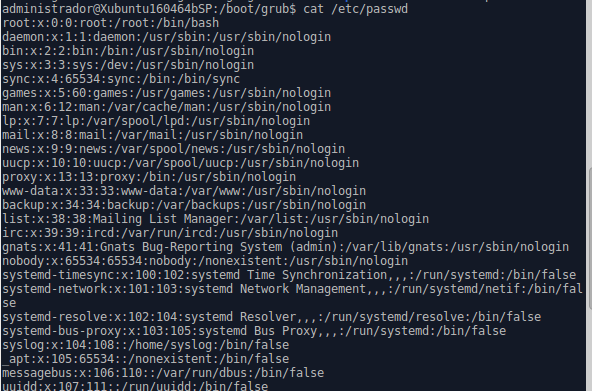 administrador@Xubuntu160464bSP:/boot/grub$ cat /etc/passwd
root:x:0:0:root:/root:/bin/bash
daemon:x:1:1:daemon:/usr/sbin:/usr/sbin/nologin
bin:x:2:2:bin:/bin:/usr/sbin/nologin
sys:x:3:3:sys:/dev:/usr/sbin/nologin
sync:x:4:65534:sync:/bin:/bin/sync
games:x:5:60:games:/usr/games:/usr/sbin/nologin
man:x:6:12:man:/var/cache/man:/usr/sbin/nologin
lp:x:7:7:lp:/var/spool/lpd:/usr/sbin/nologin
mail:x:8:8:mail:/var/mail:/usr/sbin/nologin
news:x:9:9:news:/var/spool/news:/usr/sbin/nologin
uucp:x:10:10:uucp:/var/spool/uucp:/usr/sbin/nologin
proxy:x:13:13:proxy:/bin:/usr/sbin/nologin
www-data:x:33:33:www-data:/var/www:/usr/sbin/nologin
backup:x:34:34:backup:/var/backups:/usr/sbin/nologin
list:x:38:38:Mailing List Manager:/var/list:/usr/sbin/nologin
irc:x:39:39:ircd:/var/run/ircd:/usr/sbin/nologin
gnats:x:41:41:Gnats Bug-Reporting System (admin):/var/lib/gnats:/usr/sbin/nologin
nobody:x:65534:65534:nobody:/nonexistent:/usr/sbin/nologin
systemd-timesync:x:100:102:systemd Time Synchronization,,,:/run/systemd:/bin/false
systemd-network:x:101:103:systemd Network Management,,,:/run/systemd/netif:/bin/fal
se
systemd-resolve:x:102:104:systemd Resolver,,,:/run/systemd/resolve:/bin/false
systemd-bus-proxy:x:103:105:systemd Bus Proxy,,,:/run/systemd:/bin/false
syslog:x:104:108::/home/syslog:/bin/false
_apt:x:105:65534::/nonexistent:/bin/false
messagebus:x:106:110::/var/run/dbus:/bin/false
uuidd:x:107:111::/run/uuidd:/bin/false